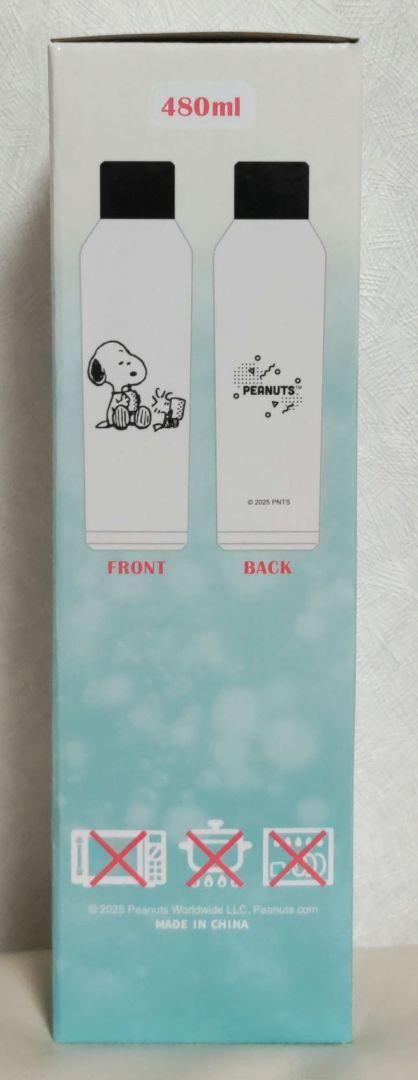 480ml
PEANUTS™
© 2025 PNTS
FRONT
BACK
© 2025 Peanuts Worldwide LLC, Peanuts.com
MADE IN CHINA